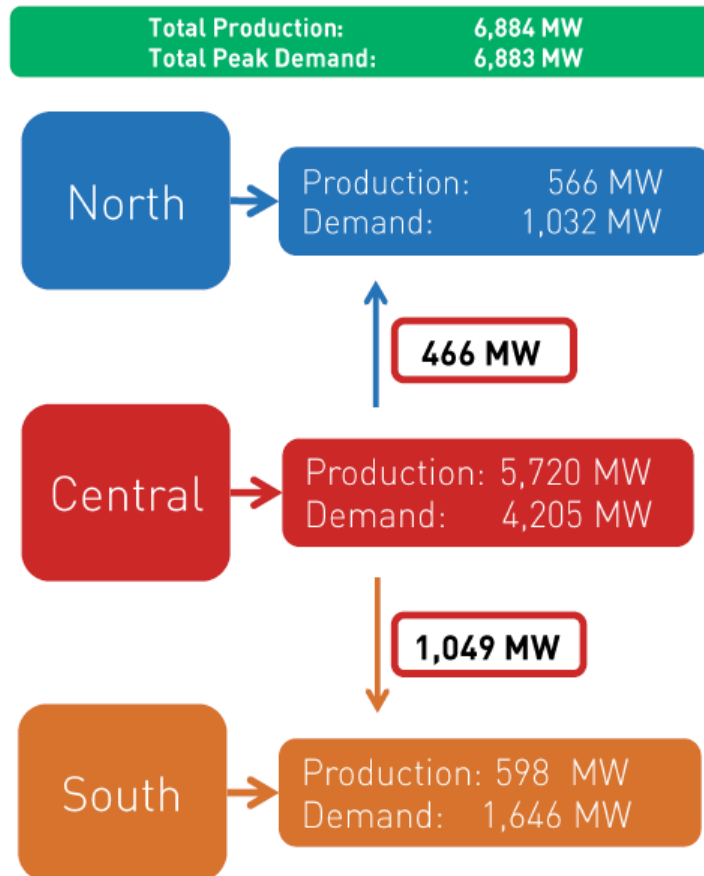 Total Production: 6,884 MW
Total Peak Demand: 6,883 MW
North
Production: 566 MW
Demand: 1,032 MW
466 MW
Central
Production: 5,720 MW
Demand: 4,205 MW
1,049 MW
South
Production: 598 MW
Demand: 1,646 MW